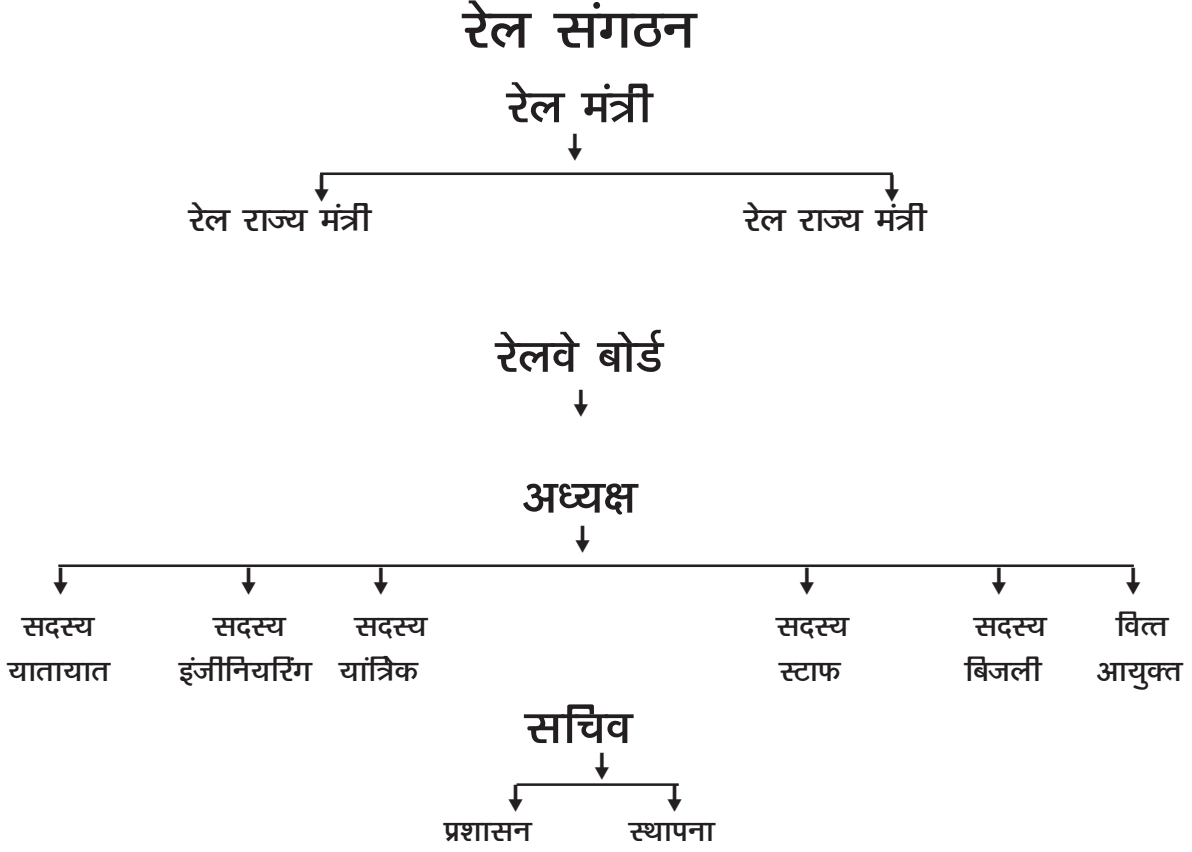 रेल संगठन
रेल मंत्री
रेल राज्य मंत्री रेल राज्य मंत्री
रेलवे बोर्ड
अध्यक्ष
सदस्य सदस्य सदस्य सदस्य सदस्य वित्त
यातायात इंजीनियरिंग यांत्रिक स्टाफ बिजली आयुक्त
सचिव
प्रशासन स्थापना